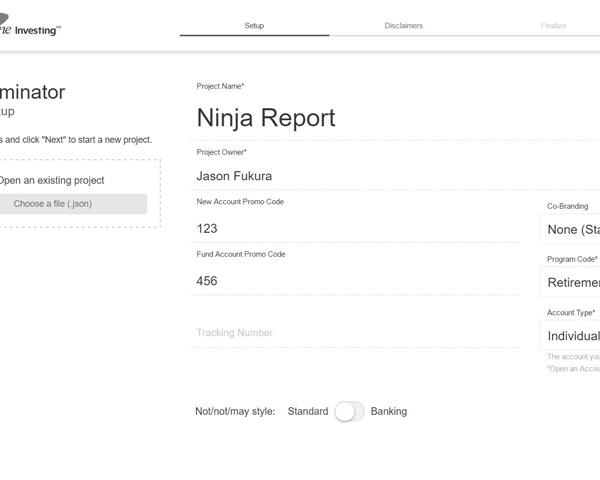 Investing℠
Setup
Disclaimers
Finalize
minator
tup
s and click "Next" to start a new project.
Open an existing project
Choose a file (.json)
Project Name*
Ninja Report
Project Owner*
Jason Fukura
New Account Promo Code
123
Fund Account Promo Code
456
Tracking Number
Co-Branding
None (Sta
Program Code*
Retiremen
Account Type*
Individual
The account you
"Open an Accou
Not/not/may style:
Standard
Banking